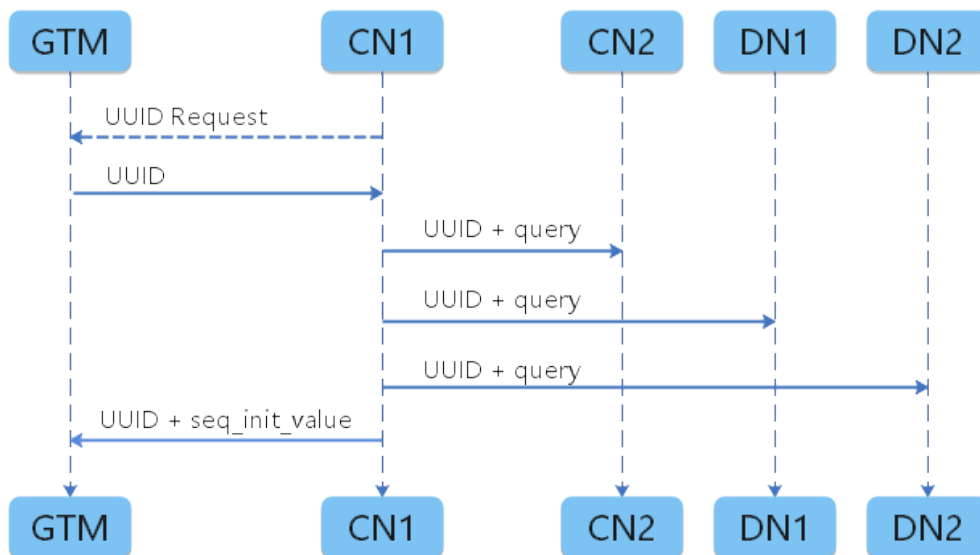 GTM CN1 CN2 DN1 DN2
UUID Request
UUID
UUID + query
UUID + query
UUID + query
UUID + seq_init_value
GTM CN1 CN2 DN1 DN2